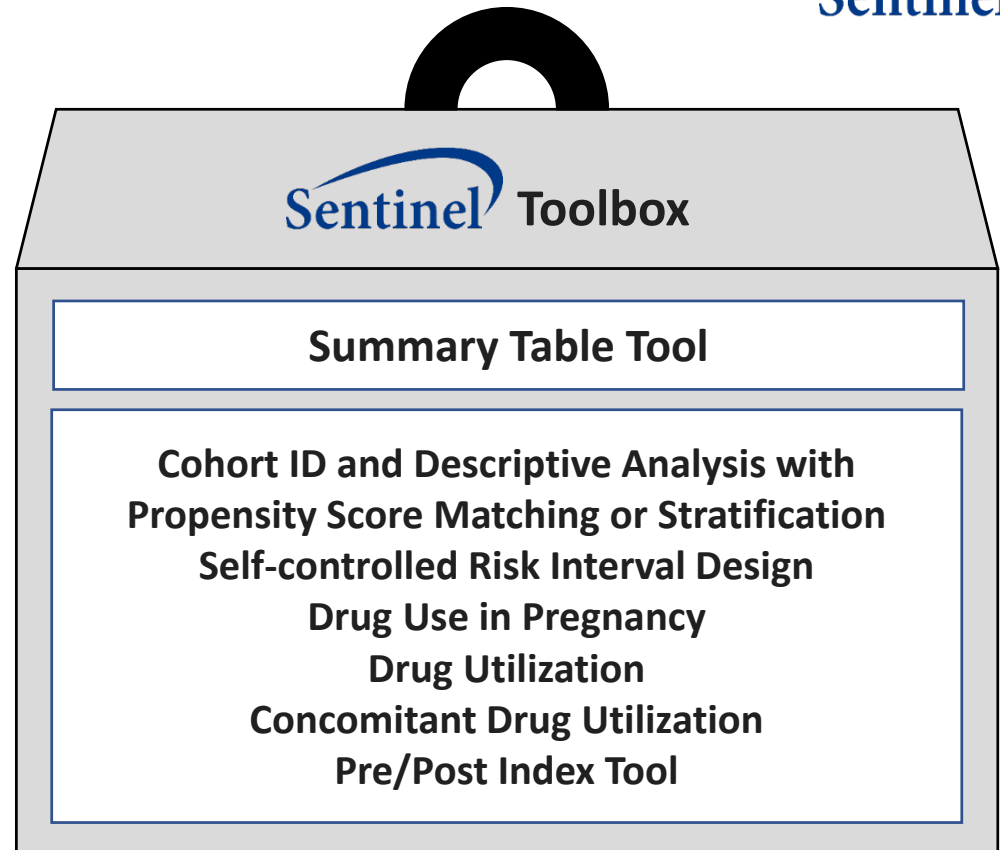 Sentinel
Sentinel Toolbox
Summary Table Tool
Cohort ID and Descriptive Analysis with
Propensity Score Matching or Stratification
Self-controlled Risk Interval Design
Drug Use in Pregnancy
Drug Utilization
Concomitant Drug Utilization
Pre/Post Index Tool